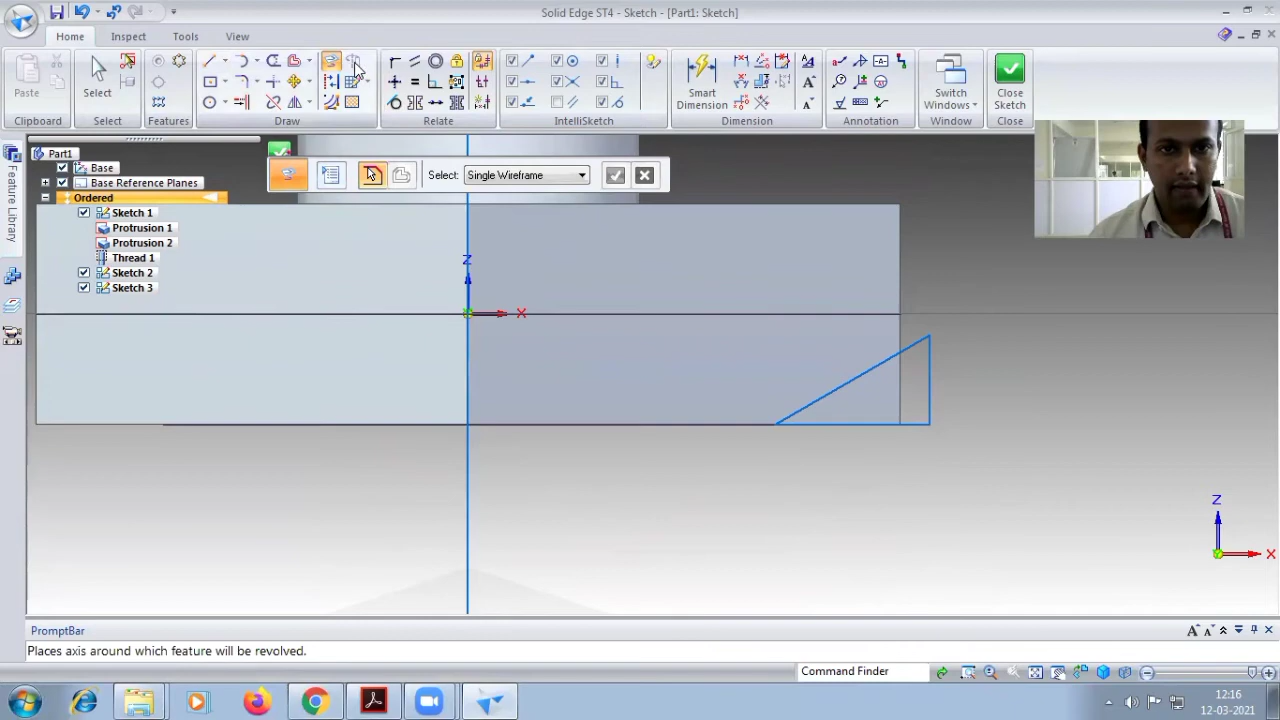 Solid Edge ST4 - Sketch - [Part1: Sketch]
Home
Inspect
Tools
View
Paste
Select
Smart
Dimension
Switch
Windows
Close
Sketch
Clipboard
Select
Features
Draw
Relate
IntelliSketch
Dimension
Annotation
Window
Close
Feature Library
Part1
Base
Base Reference Planes
Ordered
Sketch 1
Protrusion 1
Protrusion 2
Thread 1
Sketch 2
Sketch 3
Select:
Single Wireframe
Z
X
Z
X
PromptBar
Places axis around which feature will be revolved.
Command Finder
12:16
12-03-2021